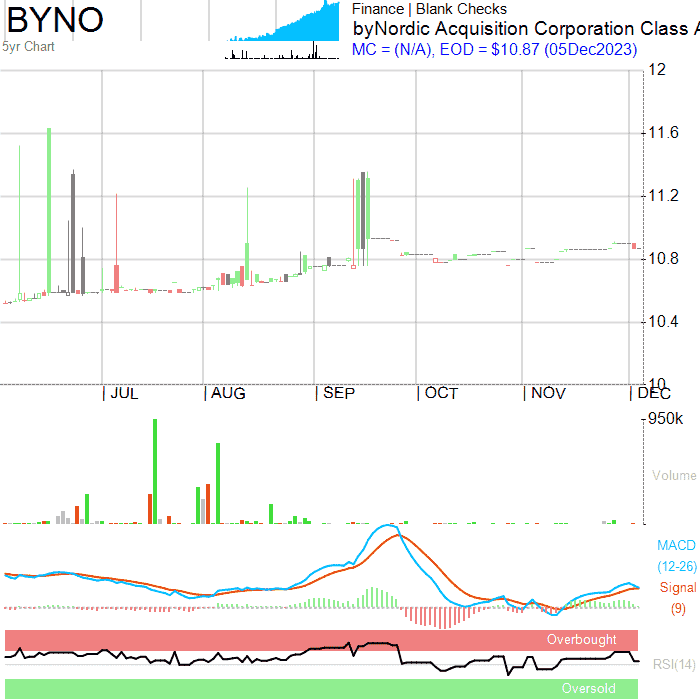 BYNO
5yr Chart
Finance | Blank Checks
byNordic Acquisition Corporation Class A
MC = (N/A), EOD = $10.87 (05Dec2023)
12
11.6
11.2
10.8
10.4
10
JUL
AUG
SEP
OCT
NOV
DEC
950k
Volume
MACD
(12-26)
Signal
(9)
Overbought
RSI(14)
Oversold